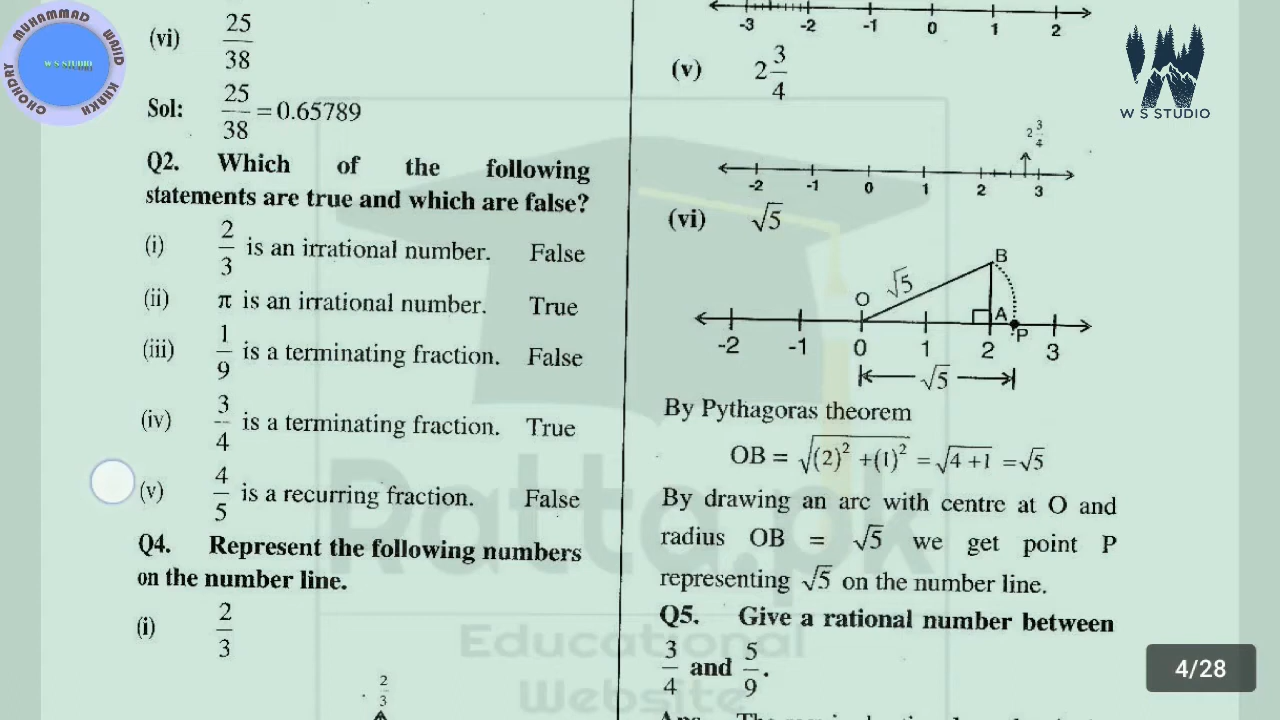 MUHAMMAD WAJID KHAKH CHOHDRY
W S STUDIO
(vi) 25/38
Sol: 25/38 = 0.65789
Q2. Which of the following
statements are true and which are false?
(i) 2/3 is an irrational number. False
(ii) π is an irrational number. True
(iii) 1/9 is a terminating fraction. False
(iv) 3/4 is a terminating fraction. True
(v) 4/5 is a recurring fraction. False
Q4. Represent the following numbers
on the number line.
(i) 2/3
2/3
-3 -2 -1 0 1 2
(v) 2 3/4
2 3/4
-2 -1 0 1 2 3
(vi) √5
B
√5
O A
P
-2 -1 0 1 2 3
√5
By Pythagoras theorem
OB = √(2)² +(1)² = √4 +1 = √5
By drawing an arc with centre at O and
radius OB = √5 we get point P
representing √5 on the number line.
Q5. Give a rational number between
3/4 and 5/9.
W S STUDIO
Ratta.pk
Educational
Website
4/28